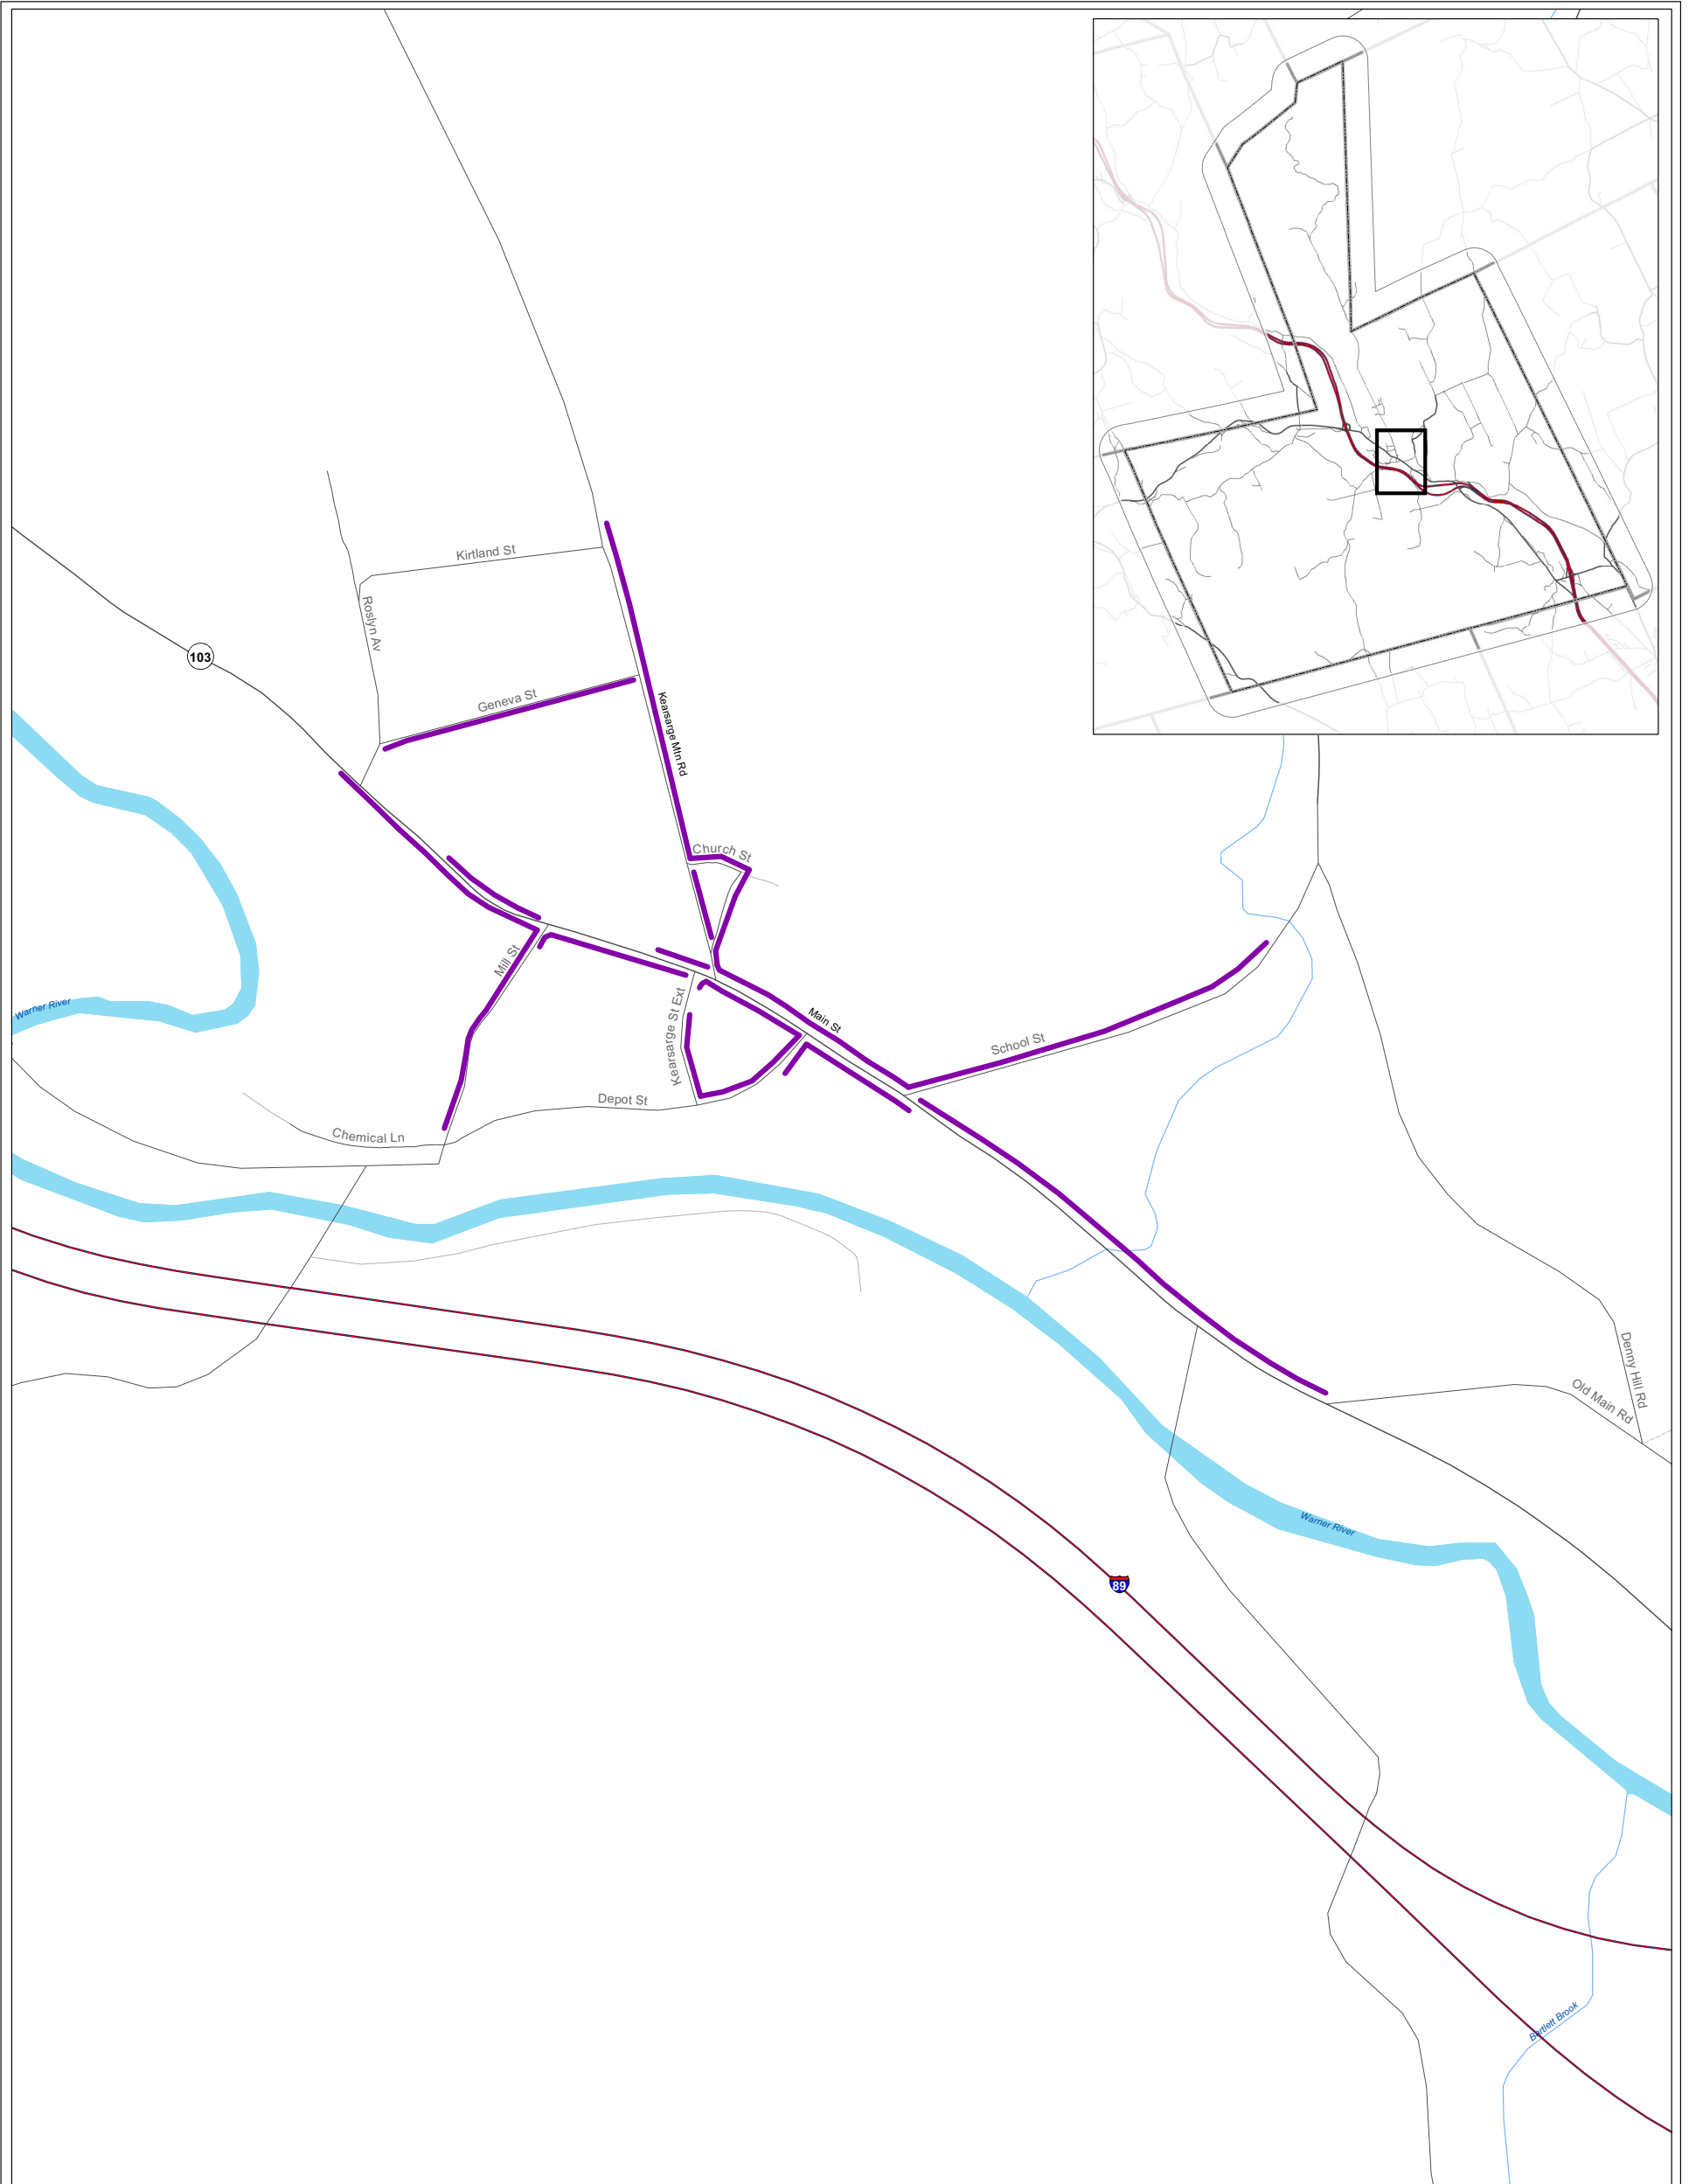 Kirtland St
Roslyn Av
103
Geneva St
Kearsarge Mtn Rd
Church St
Mill St
Warner River
Kearsarge St Ext
Main St
School St
Depot St
Chemical Ln
Denny Hill Rd
Old Main Rd
Warner River
89
Bartlett Brook